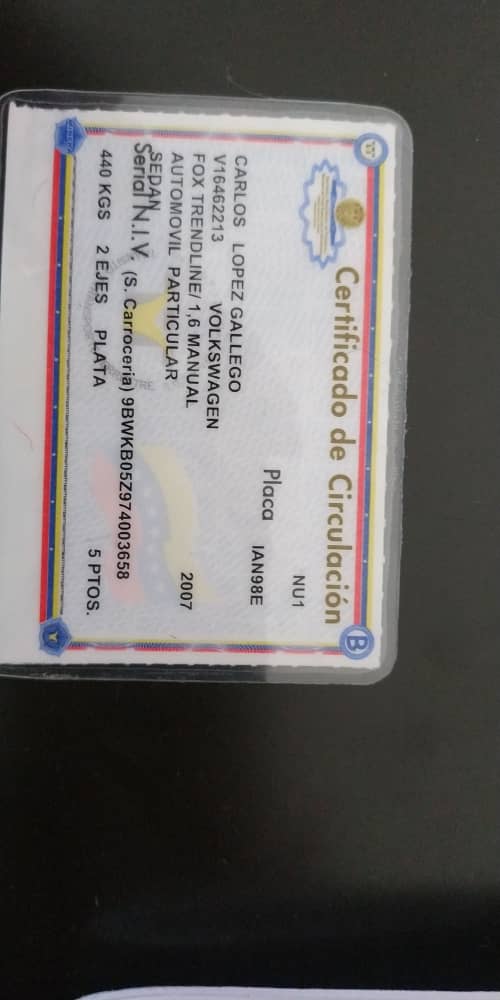 Certificado de Circulación
NU1
Placa IAN98E
CARLOS LOPEZ GALLEGO
V16462213 VOLKSWAGEN
FOX TRENDLINE/ 1,6 MANUAL
AUTOMOVIL PARTICULAR 2007
SEDAN
Serial N.I.V. (S. Carroceria) 9BWKB05Z974003658
440 KGS 2 EJES PLATA 5 PTOS.
B